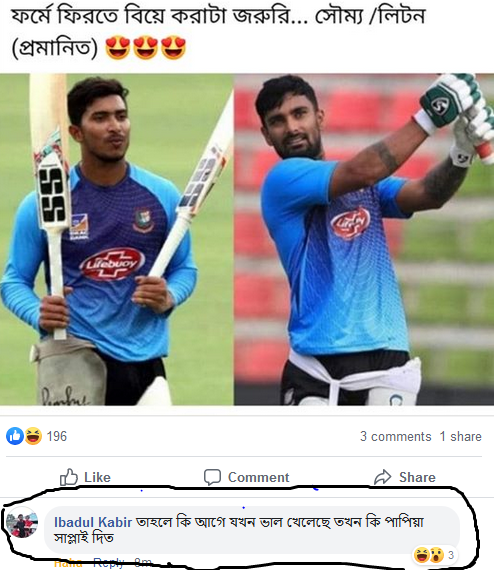 ফর্মে ফিরতে বিয়ে করাটা জরুরি... সৌম্য /লিটন
(প্রমানিত) 😍😍😍
SS
SS
Lifebuoy
196
3 comments 1 share
Like
Comment
Share
Ibadul Kabir তাহলে কি আগে যখন ভাল খেলেছে তখন কি পাপিয়া
সাপ্লাই দিত
3
Haha Reply 8m